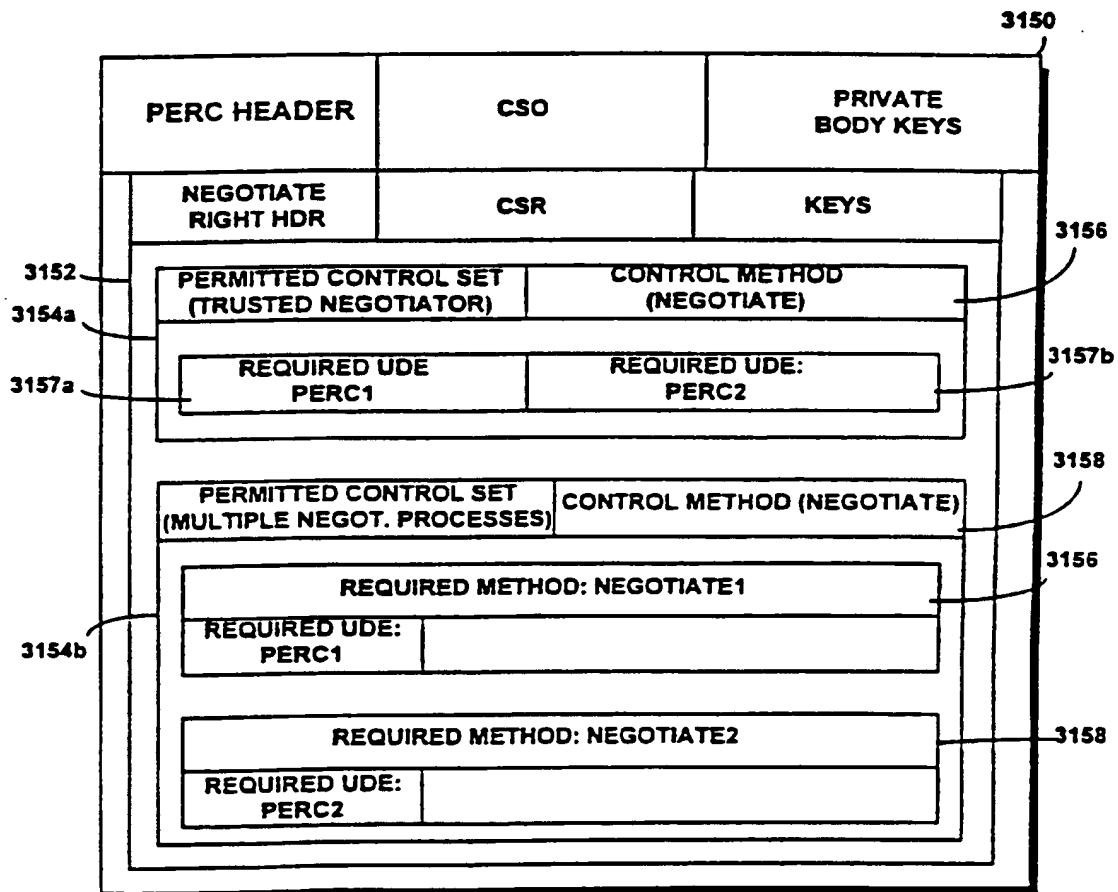 3150
PERC HEADER
CSO
PRIVATE
BODY KEYS
NEGOTIATE
RIGHT HDR
CSR
KEYS
3152
3154a
3156
PERMITTED CONTROL SET
(TRUSTED NEGOTIATOR)
CONTROL METHOD
(NEGOTIATE)
3157a
REQUIRED UDE
PERC1
REQUIRED UDE:
PERC2
3157b
3158
PERMITTED CONTROL SET
(MULTIPLE NEGOT. PROCESSES)
CONTROL METHOD (NEGOTIATE)
3156
REQUIRED METHOD: NEGOTIATE1
REQUIRED UDE:
PERC1
3154b
REQUIRED METHOD: NEGOTIATE2
3158
REQUIRED UDE:
PERC2